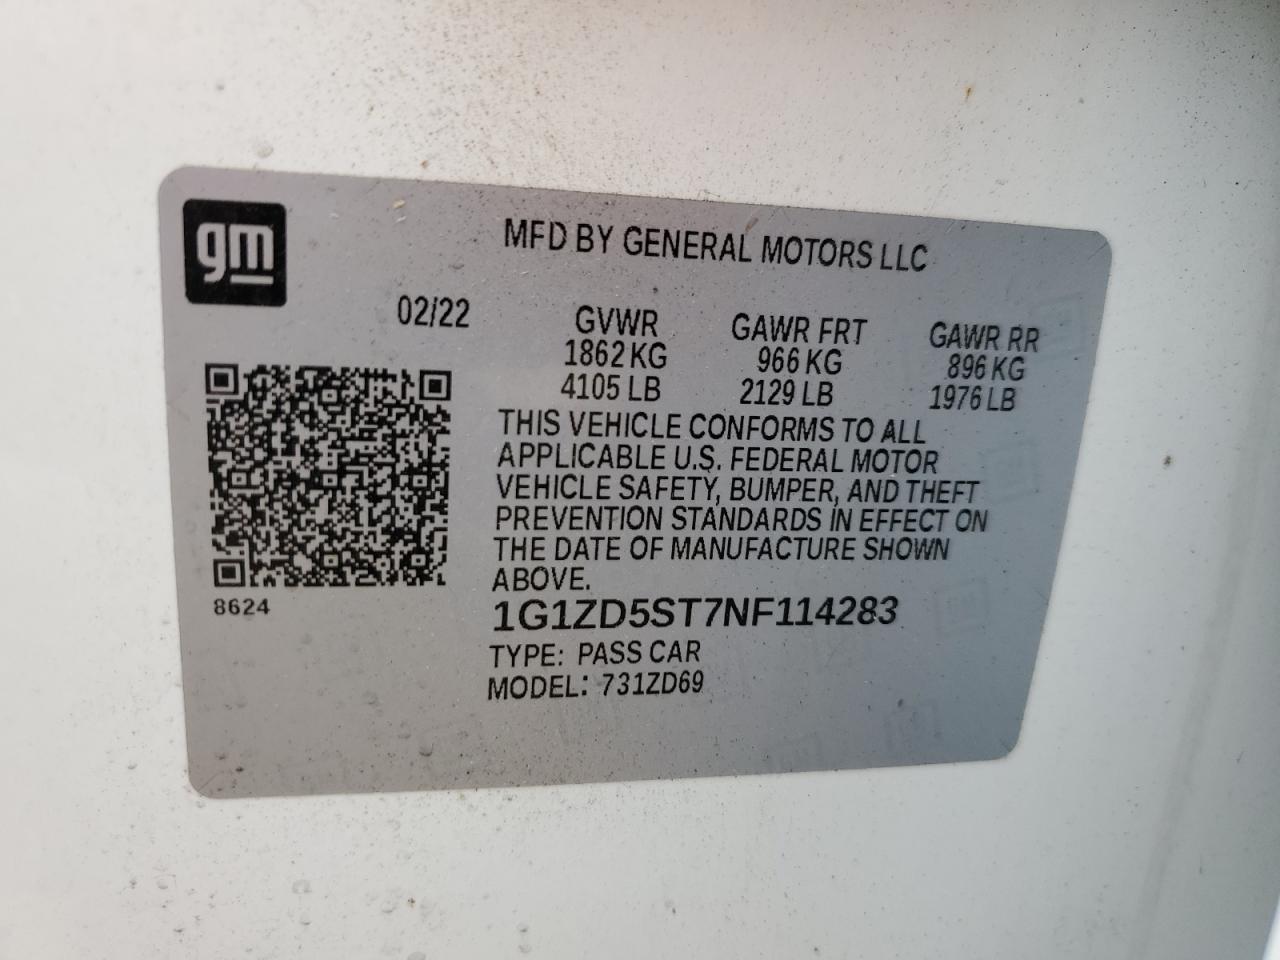 gm
MFD BY GENERAL MOTORS LLC
02/22
GVWR GAWR FRT GAWR RR
1862 KG 966 KG 896 KG
4105 LB 2129 LB 1976 LB
THIS VEHICLE CONFORMS TO ALL
APPLICABLE U.S. FEDERAL MOTOR
VEHICLE SAFETY, BUMPER, AND THEFT
PREVENTION STANDARDS IN EFFECT ON
THE DATE OF MANUFACTURE SHOWN
ABOVE.
8624
1G1ZD5ST7NF114283
TYPE: PASS CAR
MODEL: 731ZD69